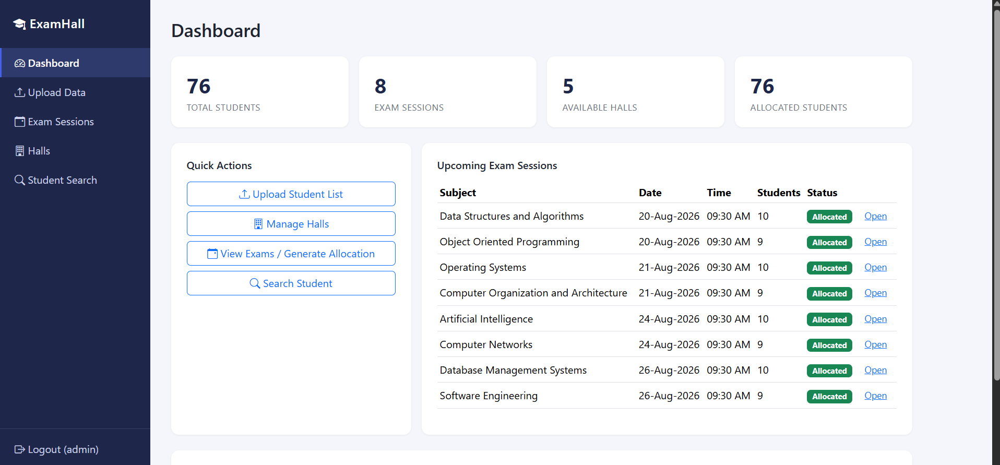 ExamHall
Dashboard
Upload Data
Exam Sessions
Halls
Student Search
Logout (admin)
Dashboard
76
TOTAL STUDENTS
8
EXAM SESSIONS
5
AVAILABLE HALLS
76
ALLOCATED STUDENTS
Quick Actions
Upload Student List
Manage Halls
View Exams / Generate Allocation
Search Student
Upcoming Exam Sessions
Subject Date Time Students Status
Data Structures and Algorithms 20-Aug-2026 09:30 AM 10 Allocated Open
Object Oriented Programming 20-Aug-2026 09:30 AM 9 Allocated Open
Operating Systems 21-Aug-2026 09:30 AM 10 Allocated Open
Computer Organization and Architecture 21-Aug-2026 09:30 AM 9 Allocated Open
Artificial Intelligence 24-Aug-2026 09:30 AM 10 Allocated Open
Computer Networks 24-Aug-2026 09:30 AM 9 Allocated Open
Database Management Systems 26-Aug-2026 09:30 AM 10 Allocated Open
Software Engineering 26-Aug-2026 09:30 AM 9 Allocated Open